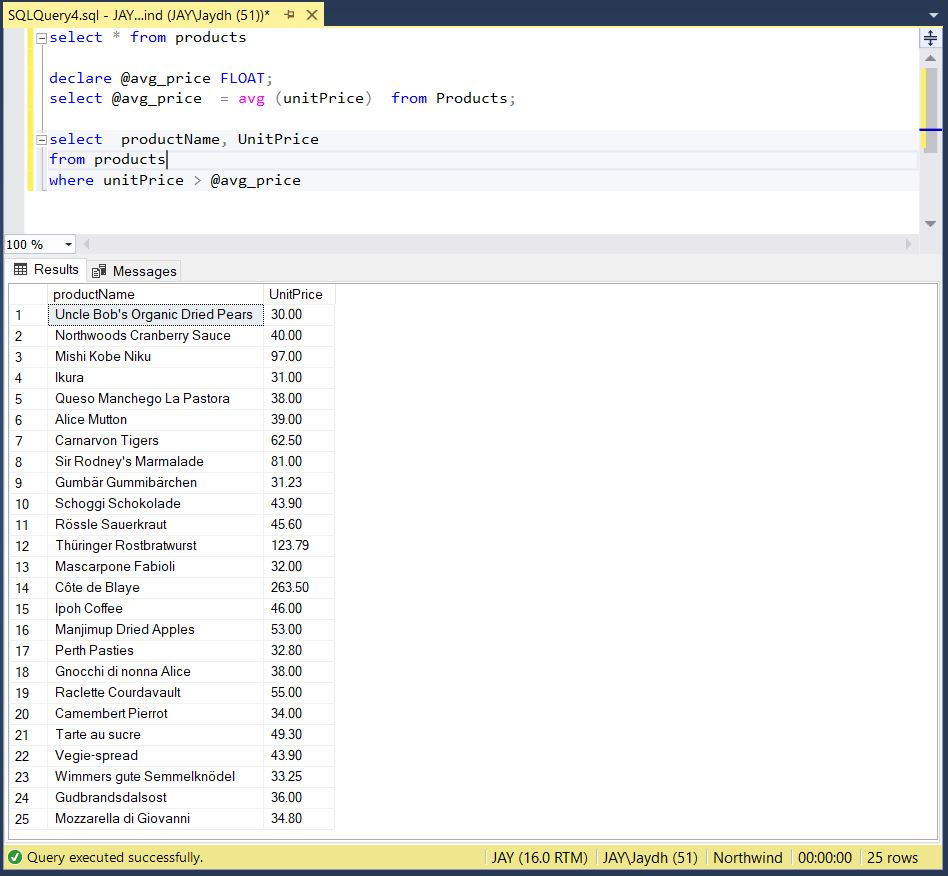 SQLQuery4.sql - JAY...ind (JAY\Jaydh (51))*
select * from products
declare @avg_price FLOAT;
select @avg_price  = avg (unitPrice)  from Products;
select  productName, UnitPrice
from products
where unitPrice > @avg_price
100 %
Results Messages
productName UnitPrice
1 Uncle Bob's Organic Dried Pears 30.00
2 Northwoods Cranberry Sauce 40.00
3 Mishi Kobe Niku 97.00
4 Ikura 31.00
5 Queso Manchego La Pastora 38.00
6 Alice Mutton 39.00
7 Carnarvon Tigers 62.50
8 Sir Rodney's Marmalade 81.00
9 Gumbär Gummibärchen 31.23
10 Schoggi Schokolade 43.90
11 Rössle Sauerkraut 45.60
12 Thüringer Rostbratwurst 123.79
13 Mascarpone Fabioli 32.00
14 Côte de Blaye 263.50
15 Ipoh Coffee 46.00
16 Manjimup Dried Apples 53.00
17 Perth Pasties 32.80
18 Gnocchi di nonna Alice 38.00
19 Raclette Courdavault 55.00
20 Camembert Pierrot 34.00
21 Tarte au sucre 49.30
22 Vegie-spread 43.90
23 Wimmers gute Semmelknödel 33.25
24 Gudbrandsdalsost 36.00
25 Mozzarella di Giovanni 34.80
Query executed successfully. JAY (16.0 RTM) JAY\Jaydh (51) Northwind 00:00:00 25 rows